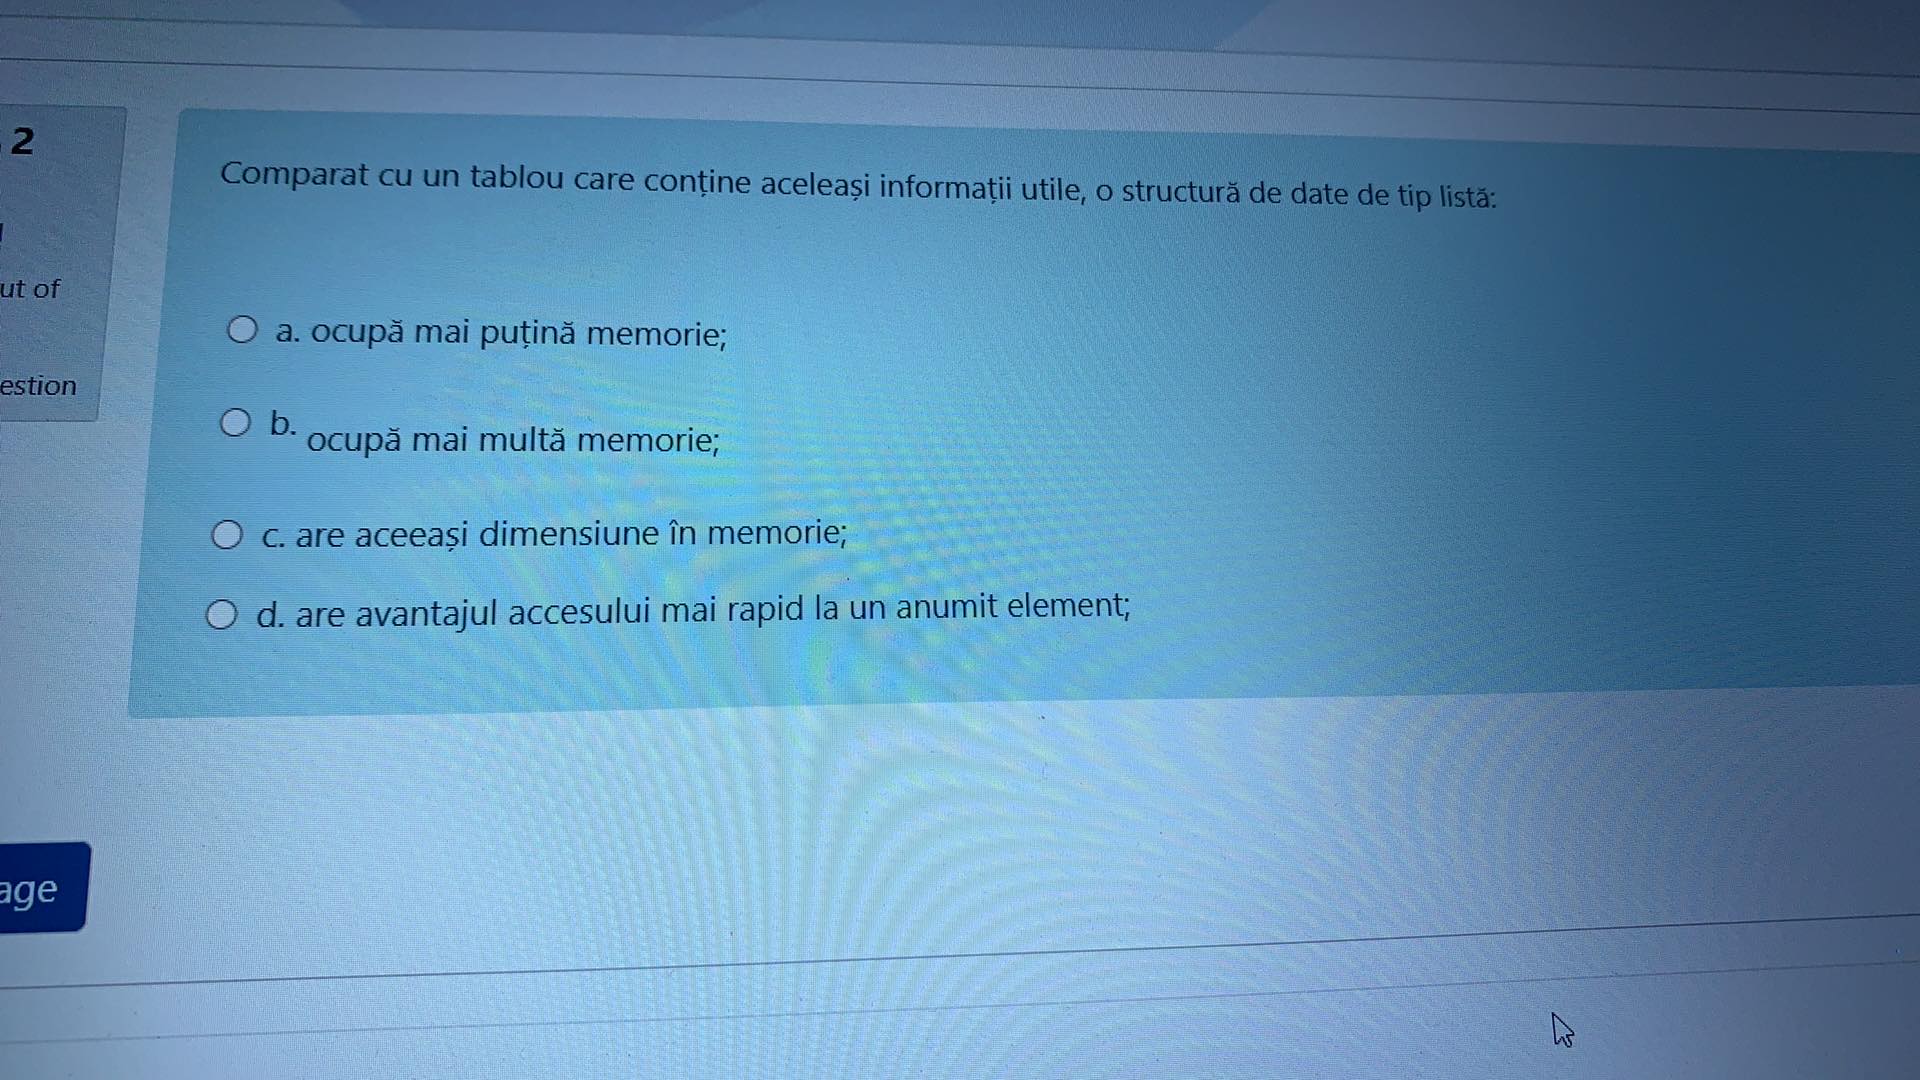 2
ut of
estion
Comparat cu un tablou care conține aceleași informații utile, o structură de date de tip listă:
a. ocupă mai puțină memorie;
b. ocupă mai multă memorie;
c. are aceeași dimensiune în memorie;
d. are avantajul accesului mai rapid la un anumit element;
age